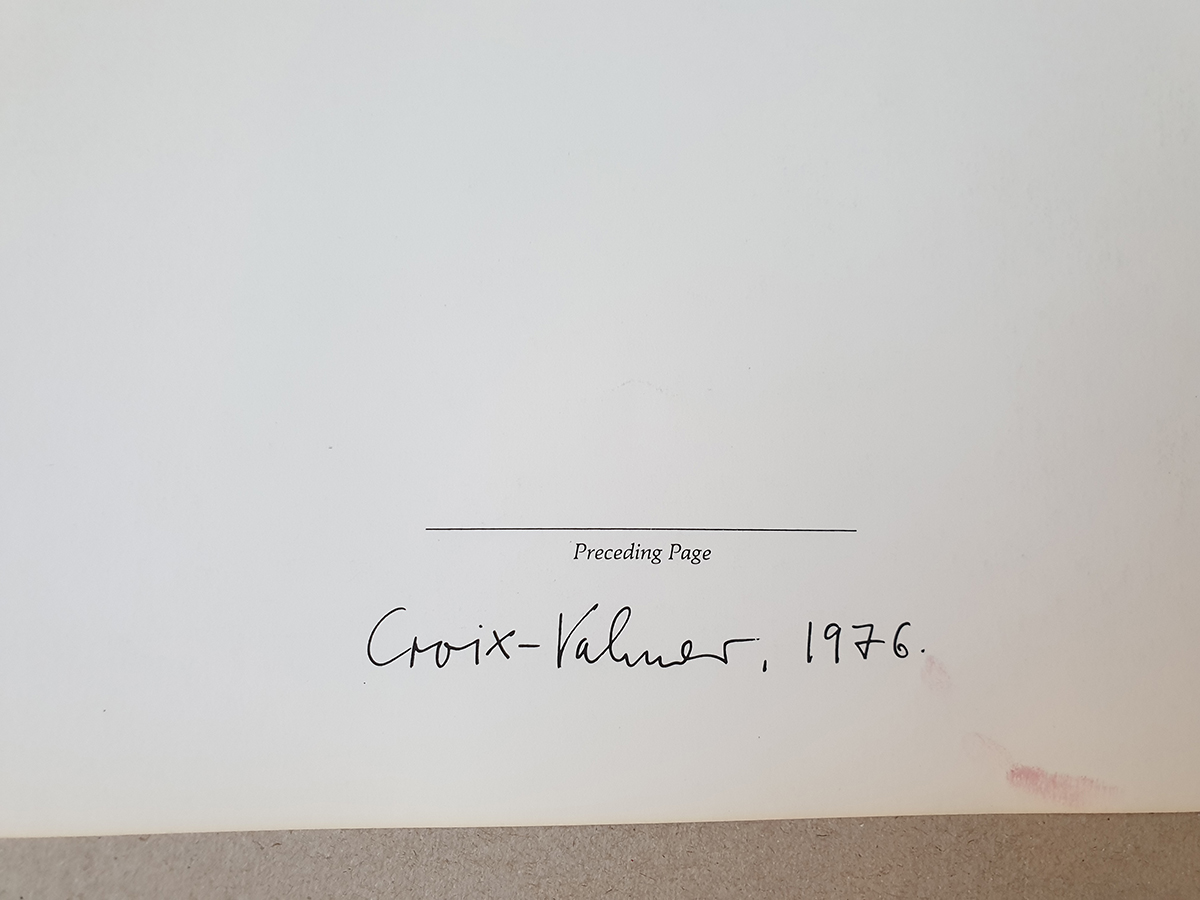 Preceding Page
Croix-Valmer, 1976.